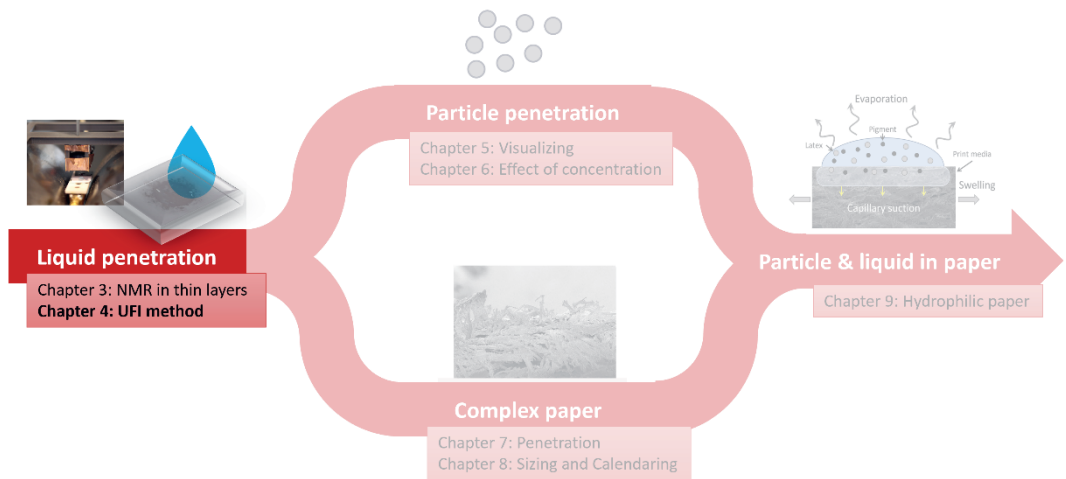 Particle penetration
Chapter 5: Visualizing
Chapter 6: Effect of concentration
Evaporation
Pigment
Latex
Print media
Swelling
Capillary suction
Liquid penetration
Chapter 3: NMR in thin layers
Chapter 4: UFI method
Particle & liquid in paper
Chapter 9: Hydrophilic paper
Complex paper
Chapter 7: Penetration
Chapter 8: Sizing and Calendaring